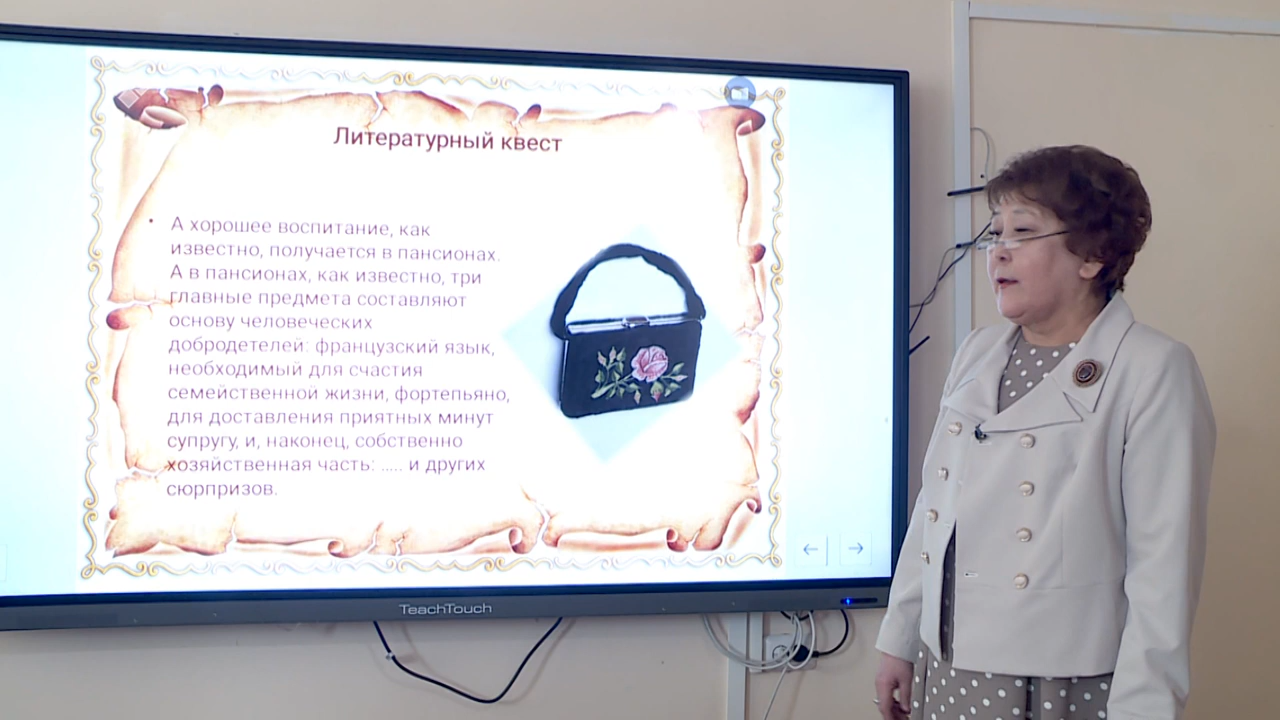 Литературный квест
• А хорошее воспитание, как
известно, получается в пансионах.
А в пансионах, как известно, три
главные предмета составляют
основу человеческих
добродетелей: французский язык,
необходимый для счастия
семейственной жизни, фортепьяно,
для доставления приятных минут
супругу, и, наконец, собственно
хозяйственная часть: ..... и других
сюрпризов.
TeachTouch